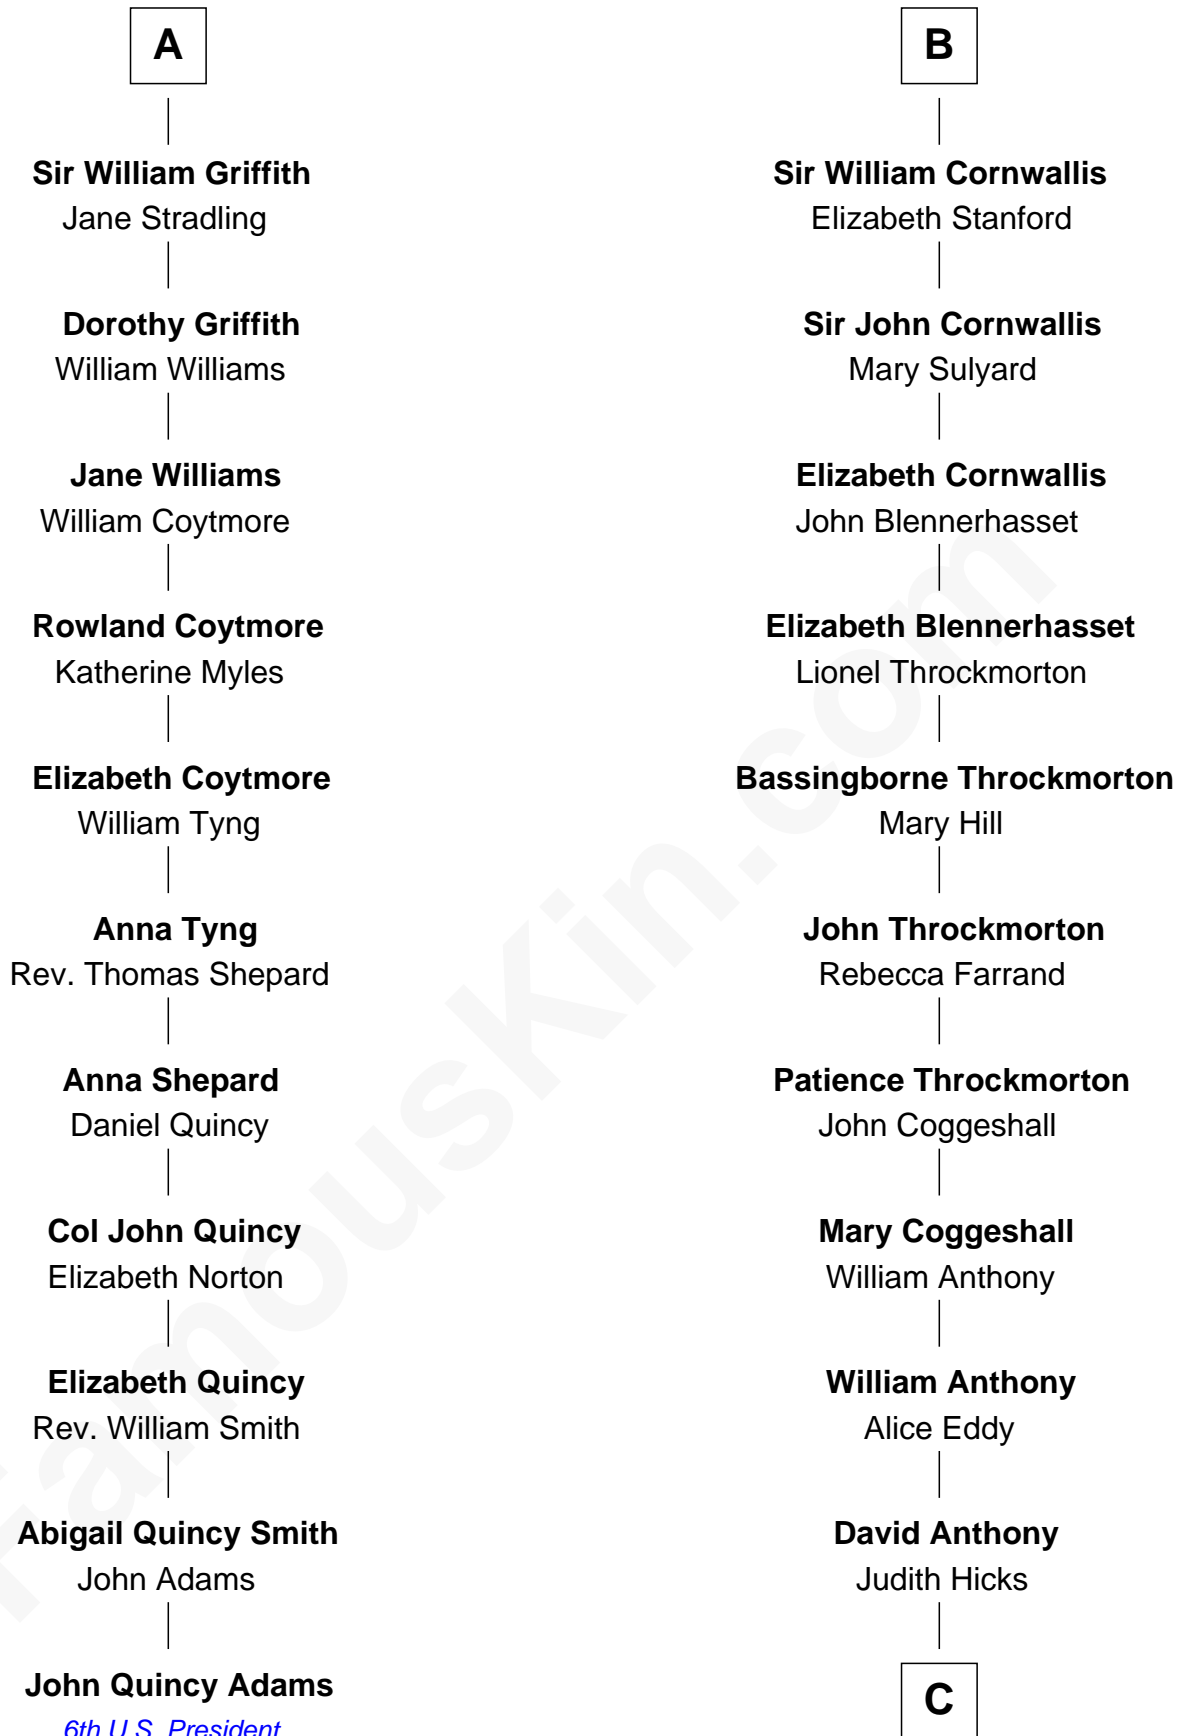 A
Sir William Griffith
Jane Stradling
Dorothy Griffith
William Williams
Jane Williams
William Coytmore
Rowland Coytmore
Katherine Myles
Elizabeth Coytmore
William Tyng
Anna Tyng
Rev. Thomas Shepard
Anna Shepard
Daniel Quincy
Col John Quincy
Elizabeth Norton
Elizabeth Quincy
Rev. William Smith
Abigail Quincy Smith
John Adams
John Quincy Adams
6th U.S. President
B
Sir William Cornwallis
Elizabeth Stanford
Sir John Cornwallis
Mary Sulyard
Elizabeth Cornwallis
John Blennerhasset
Elizabeth Blennerhasset
Lionel Throckmorton
Bassingborne Throckmorton
Mary Hill
John Throckmorton
Rebecca Farrand
Patience Throckmorton
John Coggeshall
Mary Coggeshall
William Anthony
William Anthony
Alice Eddy
David Anthony
Judith Hicks
C
FamousKin.com